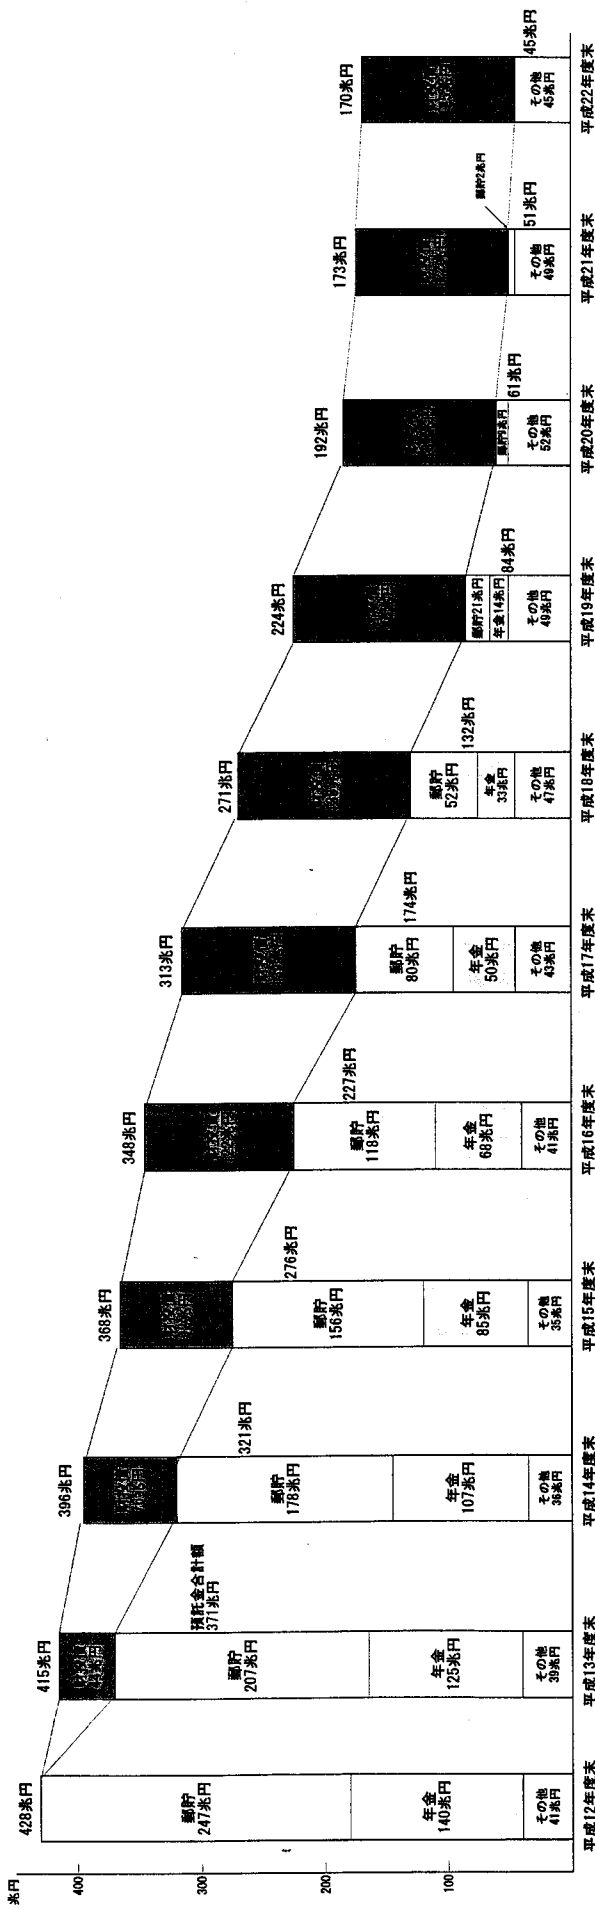 兆円
400
300
200
100
428兆円
郵貯
247兆円
年金
140兆円
その他
41兆円
平成12年度末
415兆円
預託金合計額
371兆円
郵貯
207兆円
年金
125兆円
その他
39兆円
平成13年度末
396兆円
321兆円
郵貯
178兆円
年金
107兆円
その他
36兆円
平成14年度末
368兆円
276兆円
郵貯
156兆円
年金
85兆円
その他
35兆円
平成15年度末
348兆円
227兆円
郵貯
118兆円
年金
68兆円
その他
41兆円
平成16年度末
313兆円
174兆円
郵貯
80兆円
年金
50兆円
その他
43兆円
平成17年度末
271兆円
132兆円
郵貯
52兆円
年金
33兆円
その他
47兆円
平成18年度末
224兆円
84兆円
郵貯21兆円
年金14兆円
その他
49兆円
平成19年度末
192兆円
61兆円
郵貯9兆円
その他
52兆円
平成20年度末
173兆円
郵貯2兆円
51兆円
その他
49兆円
平成21年度末
170兆円
45兆円
その他
45兆円
平成22年度末